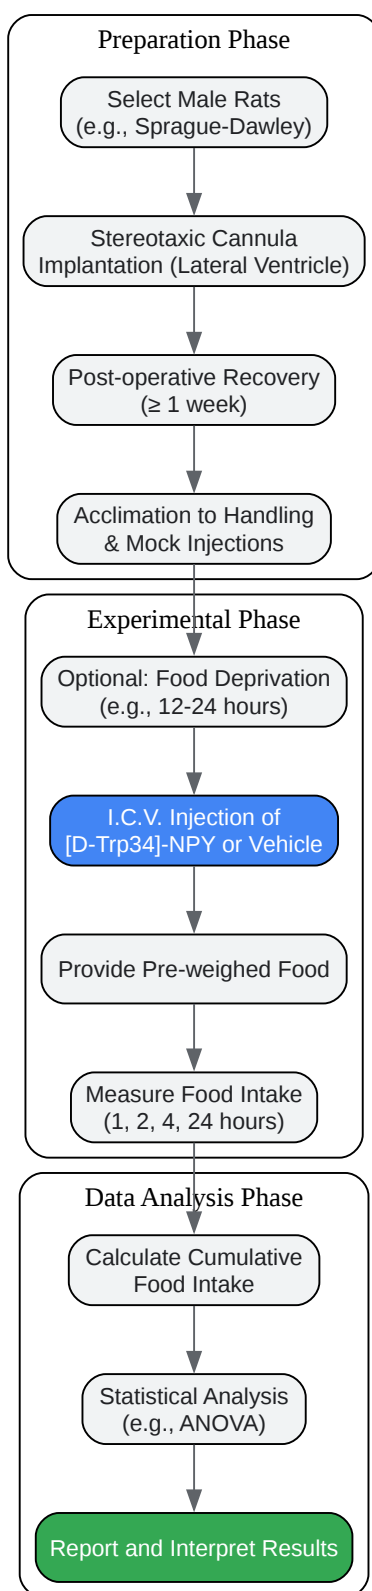 Preparation Phase
Select Male Rats
(e.g., Sprague-Dawley)
Stereotaxic Cannula
Implantation (Lateral Ventricle)
Post-operative Recovery
(≥ 1 week)
Acclimation to Handling
& Mock Injections
Experimental Phase
Optional: Food Deprivation
(e.g., 12-24 hours)
I.C.V. Injection of
[D-Trp34]-NPY or Vehicle
Provide Pre-weighed Food
Measure Food Intake
(1, 2, 4, 24 hours)
Data Analysis Phase
Calculate Cumulative
Food Intake
Statistical Analysis
(e.g., ANOVA)
Report and Interpret Results